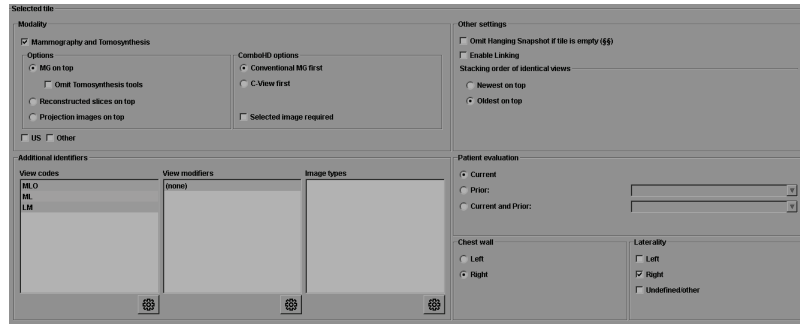 Selected tile
Modality
Mammography and Tomosynthesis
Options
MG on top
Omit Tomosynthesis tools
Reconstructed slices on top
Projection images on top
ComboHD options
Conventional MG first
C-View first
Selected image required
US Other
Other settings
Omit Hanging Snapshot if tile is empty (§§)
Enable Linking
Stacking order of identical views
Newest on top
Oldest on top
Additional identifiers
View codes
MLO
ML
LM
View modifiers
(none)
Image types
Patient evaluation
Current
Prior:
Current and Prior:
Chest wall
Left
Right
Laterality
Left
Right
Undefined/other